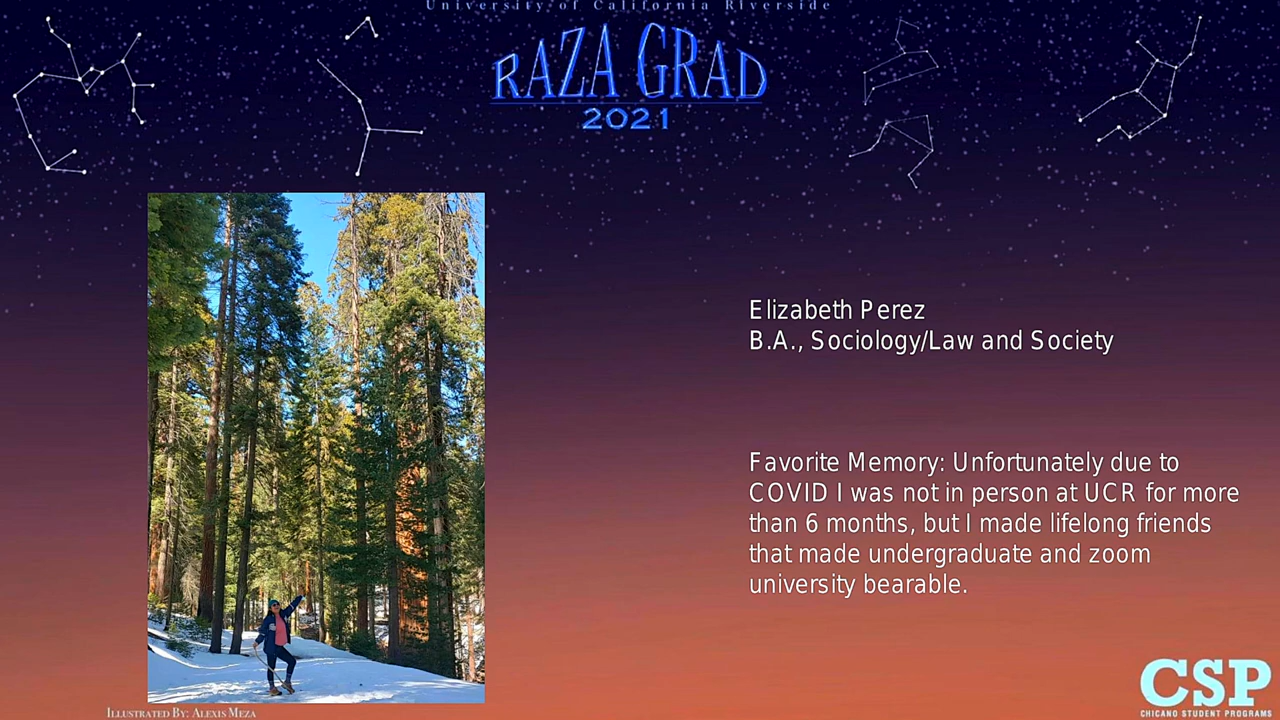 University of California Riverside
RAZA GRAD
2021
Elizabeth Perez
B.A., Sociology/Law and Society
Favorite Memory: Unfortunately due to
COVID I was not in person at UCR for more
than 6 months, but I made lifelong friends
that made undergraduate and zoom
university bearable.
Illustrated By: Alexis Meza
CSP
CHICANO STUDENT PROGRAMS